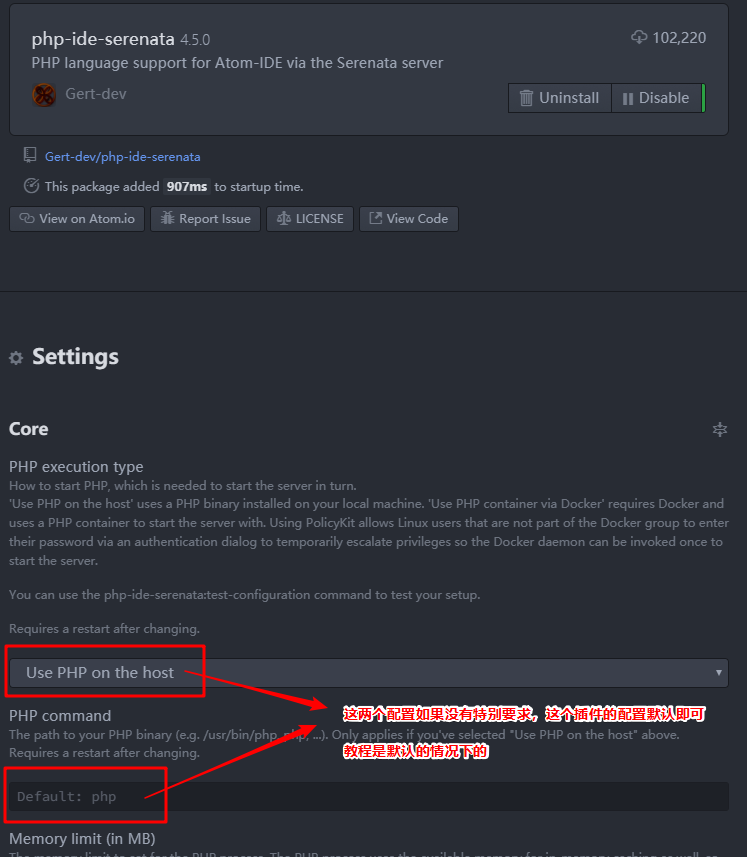 php-ide-serenata 4.5.0
102,220
PHP language support for Atom-IDE via the Serenata server
Gert-dev
Uninstall
Disable
Gert-dev/php-ide-serenata
This package added 907ms to startup time.
View on Atom.io
Report Issue
LICENSE
View Code
Settings
Core
PHP execution type
How to start PHP, which is needed to start the server in turn.
'Use PHP on the host' uses a PHP binary installed on your local machine. 'Use PHP container via Docker' requires Docker and
uses a PHP container to start the server with. Using PolicyKit allows Linux users that are not part of the Docker group to enter
their password via an authentication dialog to temporarily escalate privileges so the Docker daemon can be invoked once to
start the server.
You can use the php-ide-serenata:test-configuration command to test your setup.
Requires a restart after changing.
Use PHP on the host
这两个配置如果没有特别要求，这个插件的配置默认即可
PHP command
The path to your PHP binary (e.g. /usr/bin/php, php, ...). Only applies if you've selected "Use PHP on the host" above.
教程是默认的情况下的
Requires a restart after changing.
Default: php
Memory limit (in MB)